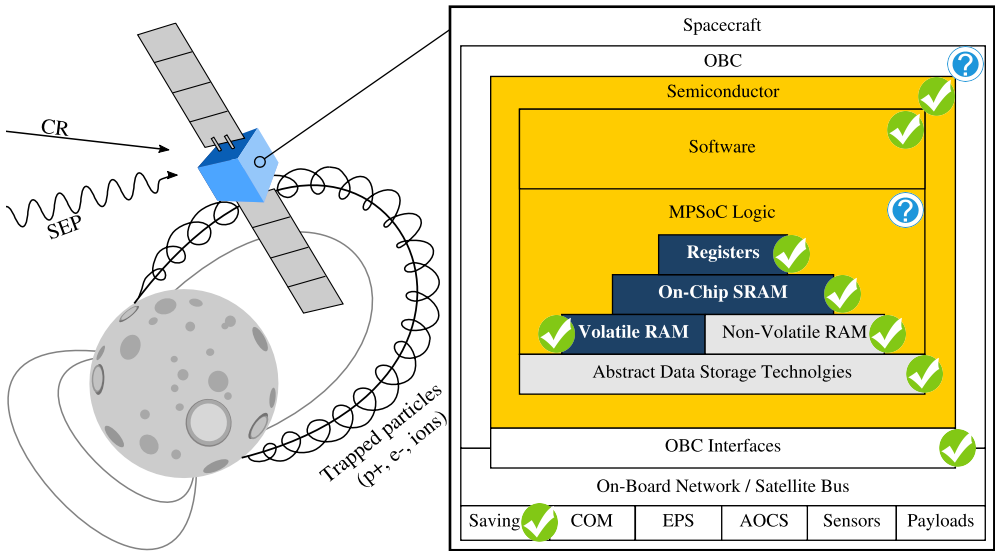 CR
SEP
Trapped particles
(p+, e-, ions)
Spacecraft
OBC
?
Semiconductor
Software
MPSoC Logic
?
Registers
On-Chip SRAM
Volatile RAM
Non-Volatile RAM
Abstract Data Storage Technolgies
OBC Interfaces
On-Board Network / Satellite Bus
Saving COM EPS AOCS Sensors Payloads